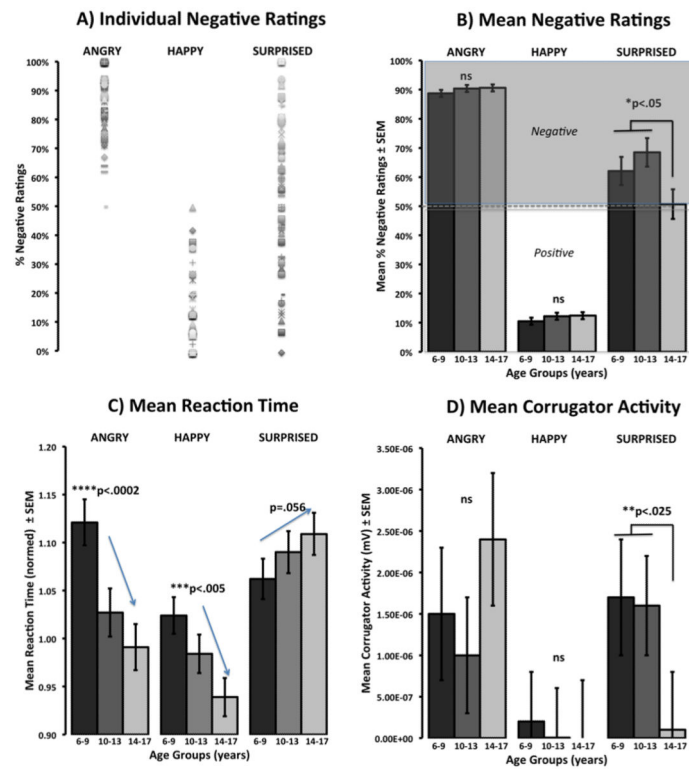 A) Individual Negative Ratings
ANGRY HAPPY SURPRISED
% Negative Ratings
100%
90%
80%
70%
60%
50%
40%
30%
20%
10%
0%
B) Mean Negative Ratings
ANGRY HAPPY SURPRISED
Mean % Negative Ratings ± SEM
100%
90%
80%
70%
60%
50%
40%
30%
20%
10%
0%
ns
Negative
*p<.05
Positive
ns
6-9 10-13 14-17 6-9 10-13 14-17 6-9 10-13 14-17
Age Groups (years)
C) Mean Reaction Time
ANGRY HAPPY SURPRISED
Mean Reaction Time (normed) ± SEM
1.20
1.15
1.10
1.05
1.00
0.95
0.90
****p<.0002
***p<.005
p=.056
6-9 10-13 14-17 6-9 10-13 14-17 6-9 10-13 14-17
Age Groups (years)
D) Mean Corrugator Activity
ANGRY HAPPY SURPRISED
Mean Corrugator Activity (mV) ± SEM
3.50E-06
3.00E-06
2.50E-06
2.00E-06
1.50E-06
1.00E-06
5.00E-07
0.00E+00
ns
ns
**p<.025
6-9 10-13 14-17 6-9 10-13 14-17 6-9 10-13 14-17
Age Groups (years)